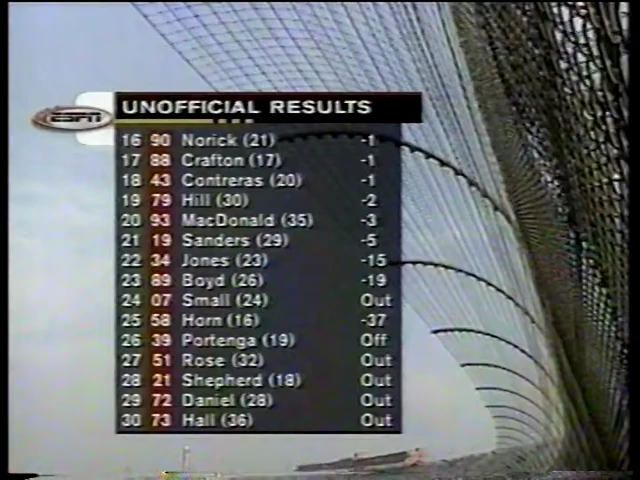 ESPN
UNOFFICIAL RESULTS
16 90 Norick (21) -1
17 88 Crafton (17) -1
18 43 Contreras (20) -1
19 79 Hill (30) -2
20 93 MacDonald (35) -3
21 19 Sanders (29) -5
22 34 Jones (23) -15
23 89 Boyd (26) -19
24 07 Small (24) Out
25 58 Horn (16) -37
26 39 Portenga (19) Off
27 51 Rose (32) Out
28 21 Shepherd (18) Out
29 72 Daniel (28) Out
30 73 Hall (36) Out